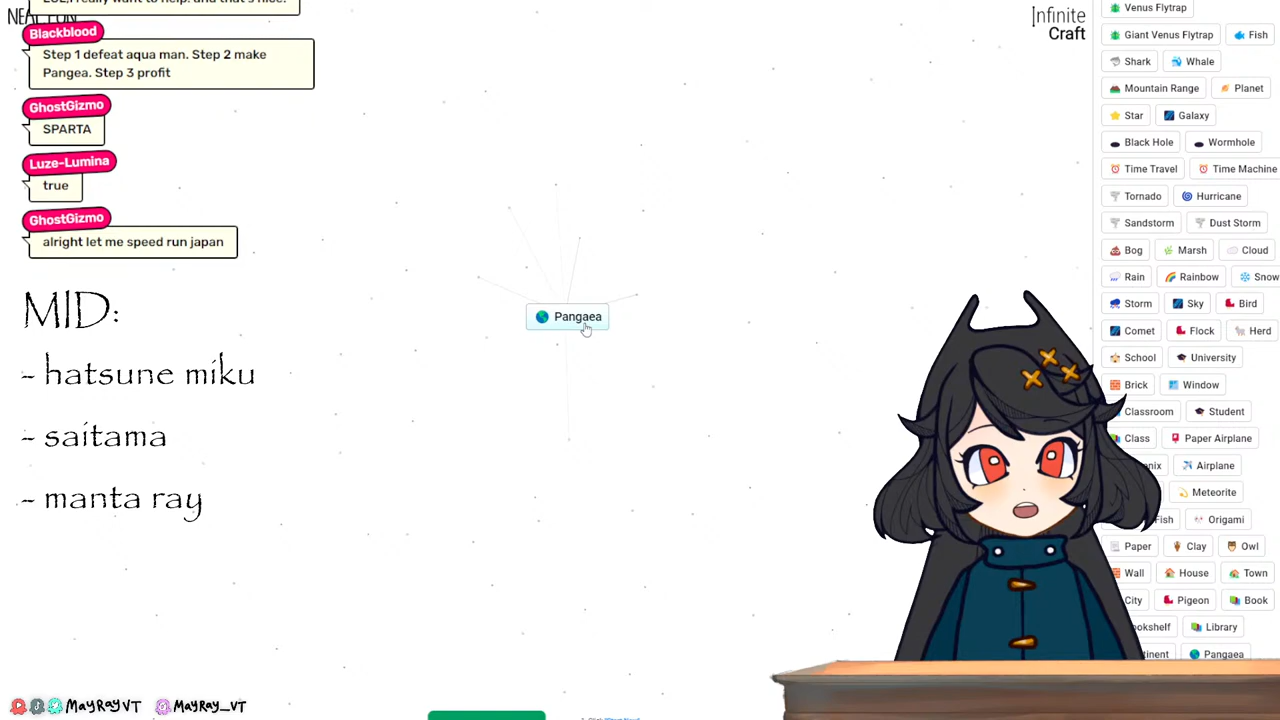 NEAL.FUN
Blackblood
Step 1 defeat aqua man. Step 2 make
Pangea. Step 3 profit
GhostGizmo
SPARTA
Luze-Lumina
true
GhostGizmo
alright let me speed run japan
MID:
- hatsune miku
- saitama
- manta ray
Pangaea
Infinite
Craft
Venus Flytrap
Giant Venus Flytrap Fish
Shark Whale
Mountain Range Planet
Star Galaxy
Black Hole Wormhole
Time Travel Time Machine
Tornado Hurricane
Sandstorm Dust Storm
Bog Marsh Cloud
Rain Rainbow Snow
Storm Sky Bird
Comet Flock Herd
School University
Brick Window
Classroom Student
Class Paper Airplane
Airplane
Meteorite
Fish Origami
Paper Clay Owl
Wall House Town
City Pigeon Book
Library
Pangaea
MayRayVT MayRay_VT